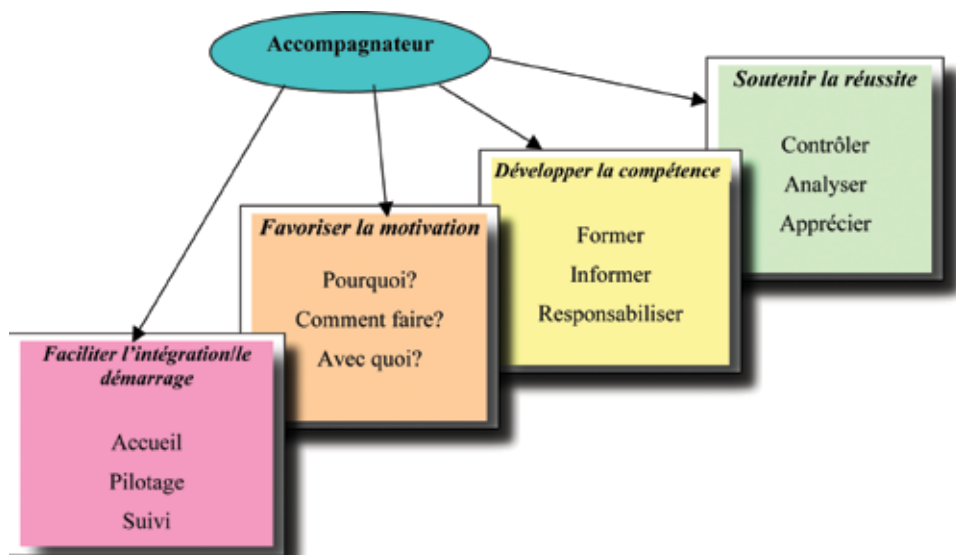 Accompagnateur
Faciliter l'intégration/le
démarrage
Accueil
Pilotage
Suivi
Favoriser la motivation
Pourquoi?
Comment faire?
Avec quoi?
Développer la compétence
Former
Informer
Responsabiliser
Soutenir la réussite
Contrôler
Analyser
Apprécier